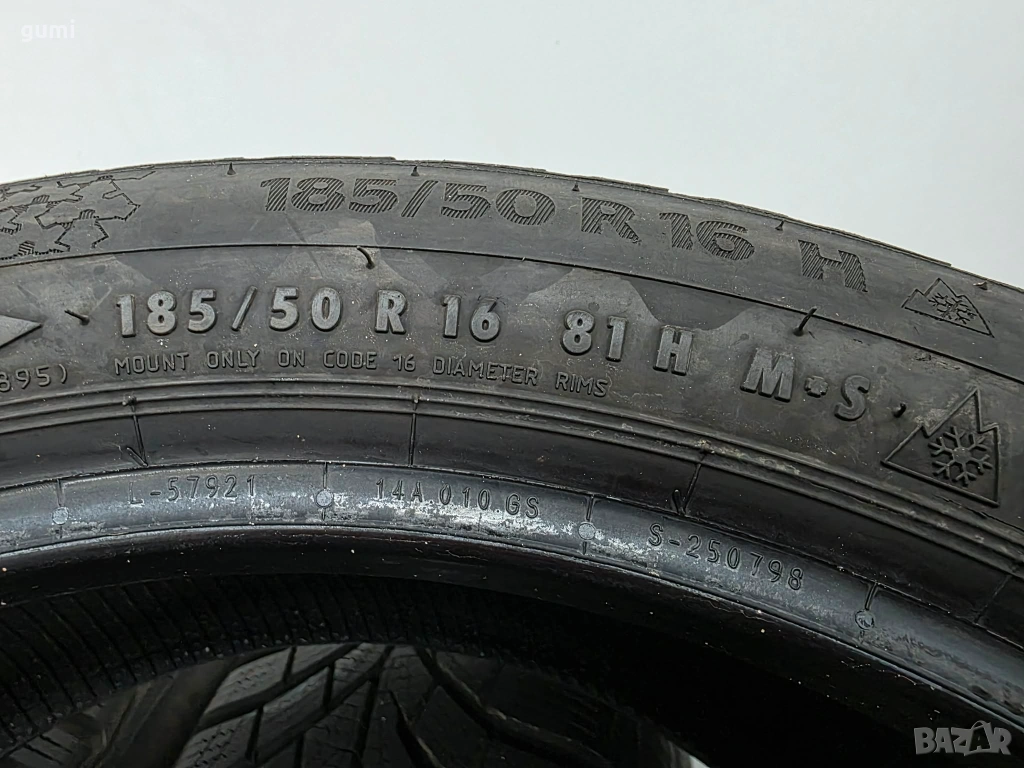 gumi
185/50 R 16 H
185/50 R 16 81 H M•S
895) MOUNT ONLY ON CODE 16 DIAMETER RIMS
L-57921 14A.010.GS S-250798
BAZAR